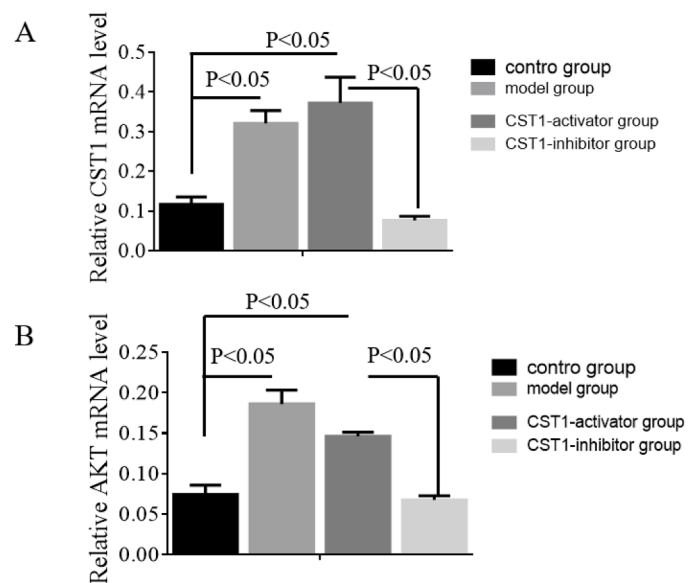 A
P<0.05
P<0.05
P<0.05
Relative CST1 mRNA level
0.5
0.4
0.3
0.2
0.1
0.0
contro group
model group
CST1-activator group
CST1-inhibitor group
B
P<0.05
P<0.05
P<0.05
Relative AKT mRNA level
0.25
0.20
0.15
0.10
0.05
0.00
contro group
model group
CST1-activator group
CST1-inhibitor group